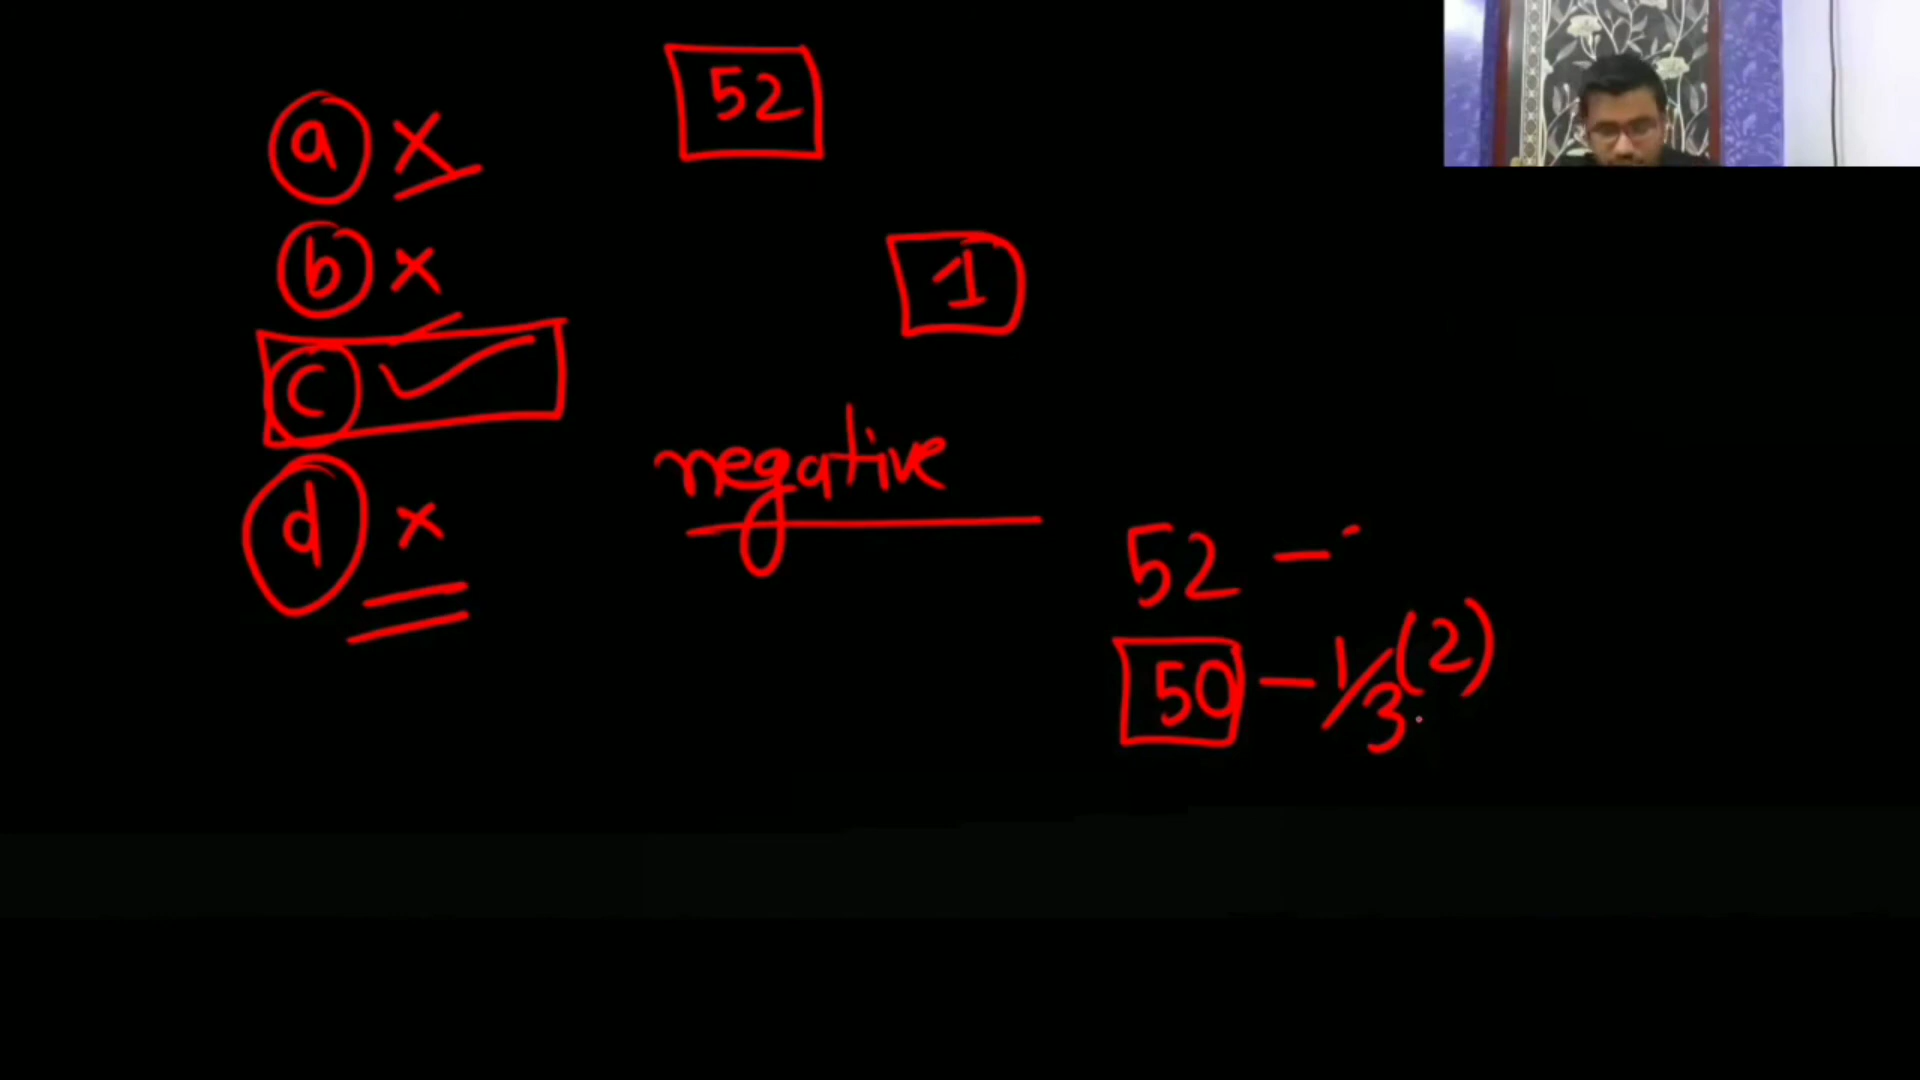 52
a ×
b ×
1
c ✓
negative
d ×
52 -
50 - 1/3 (2)